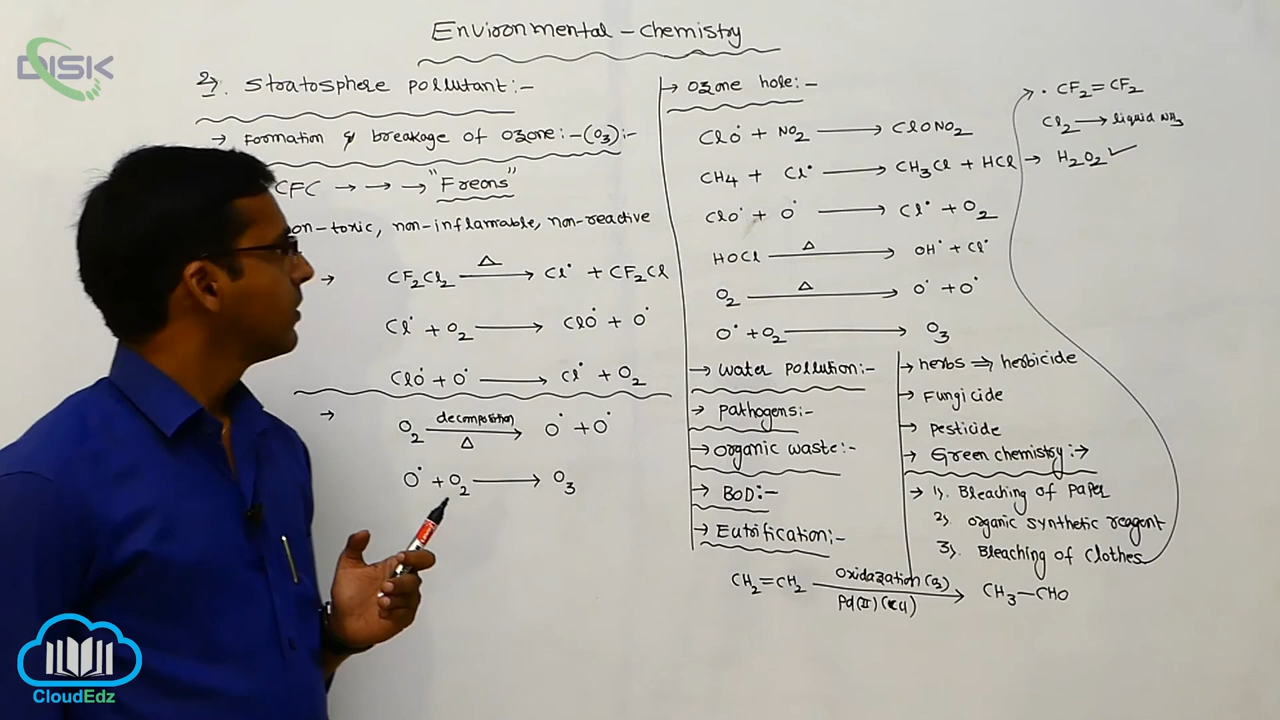 Environmental - chemistry
DISK
2). Stratosphere pollutant:-
→ Formation & breakage of Ozone:-(O3):-
CFC → → → "Freons"
on-toxic, non-inflamable, non-reactive
→ CF2Cl2 —Δ→ Cl• + CF2Cl
Cl• + O2 → ClO• + O•
ClO• + O• → Cl• + O2
→ O2 —decomposition Δ→ O• + O•
O• + O2 → O3
→ Ozone hole:-
ClO• + NO2 → ClONO2
CH4 + Cl• → CH3Cl + HCl
ClO• + O• → Cl• + O2
HOCl —Δ→ OH• + Cl•
O2 —Δ→ O• + O•
O• + O2 → O3
→ Water pollution:-
→ Pathogens:-
→ Organic waste:-
→ BOD:-
→ Eutrification:-
→ herbs ⇒ herbicide
→ Fungicide
→ Pesticide
→ Green chemistry:→
→ 1). Bleaching of Paper
2). organic synthetic reagent
3). Bleaching of Clothes
→ • CF2=CF2
Cl2 → liquid NH3
→ H2O2 ✓
CH2=CH2 —Oxidazation (O2) Pd(II)→ CH3—CHO
CloudEdz